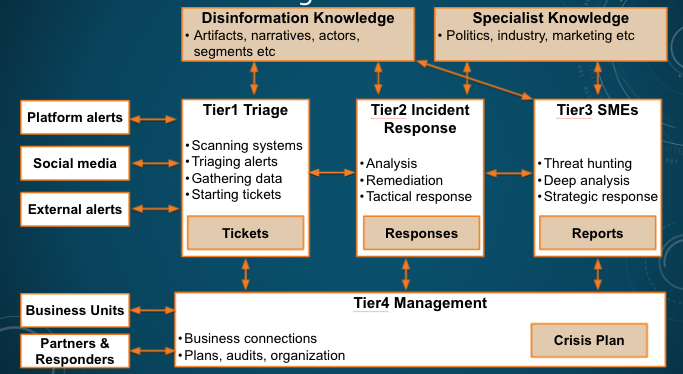 Disinformation Knowledge
• Artifacts, narratives, actors,
segments etc
Specialist Knowledge
• Politics, industry, marketing etc
Platform alerts
Social media
External alerts
Tier1 Triage
• Scanning systems
• Triaging alerts
• Gathering data
• Starting tickets
Tickets
Tier2 Incident
Response
• Analysis
• Remediation
• Tactical response
Responses
Tier3 SMEs
• Threat hunting
• Deep analysis
• Strategic response
Reports
Business Units
Partners &
Responders
Tier4 Management
• Business connections
• Plans, audits, organization
Crisis Plan